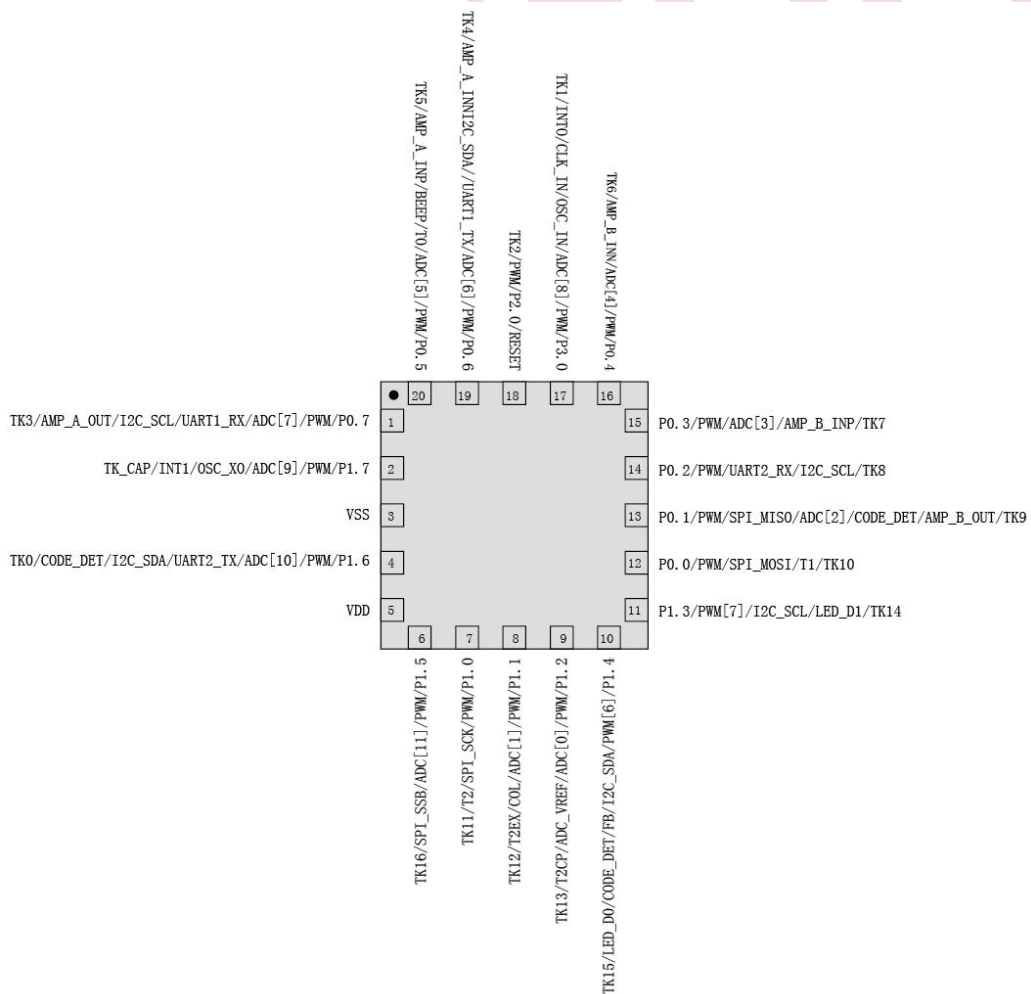 TK5/AMP_A_INP/BEEP/T0/ADC[5]/PWM/P0.5
TK4/AMP_A_INNI2C_SDA//UART1_TX/ADC[6]/PWM/P0.6
TK2/PWM/P2.0/RESET
TK1/INT0/CLK_IN/OSC_IN/ADC[8]/PWM/P3.0
TK6/AMP_B_INN/ADC[4]/PWM/P0.4
20 19 18 17 16
TK3/AMP_A_OUT/I2C_SCL/UART1_RX/ADC[7]/PWM/P0.7 1
15 P0.3/PWM/ADC[3]/AMP_B_INP/TK7
TK_CAP/INT1/OSC_XO/ADC[9]/PWM/P1.7 2
14 P0.2/PWM/UART2_RX/I2C_SCL/TK8
VSS 3
13 P0.1/PWM/SPI_MISO/ADC[2]/CODE_DET/AMP_B_OUT/TK9
TK0/CODE_DET/I2C_SDA/UART2_TX/ADC[10]/PWM/P1.6 4
12 P0.0/PWM/SPI_MOSI/T1/TK10
VDD 5
11 P1.3/PWM[7]/I2C_SCL/LED_D1/TK14
6 7 8 9 10
TK16/SPI_SSB/ADC[11]/PWM/P1.5
TK11/T2/SPI_SCK/PWM/P1.0
TK12/T2EX/COL/ADC[1]/PWM/P1.1
TK13/T2CP/ADC_VREF/ADC[0]/PWM/P1.2
TK15/LED_D0/CODE_DET/FB/I2C_SDA/PWM[6]/P1.4